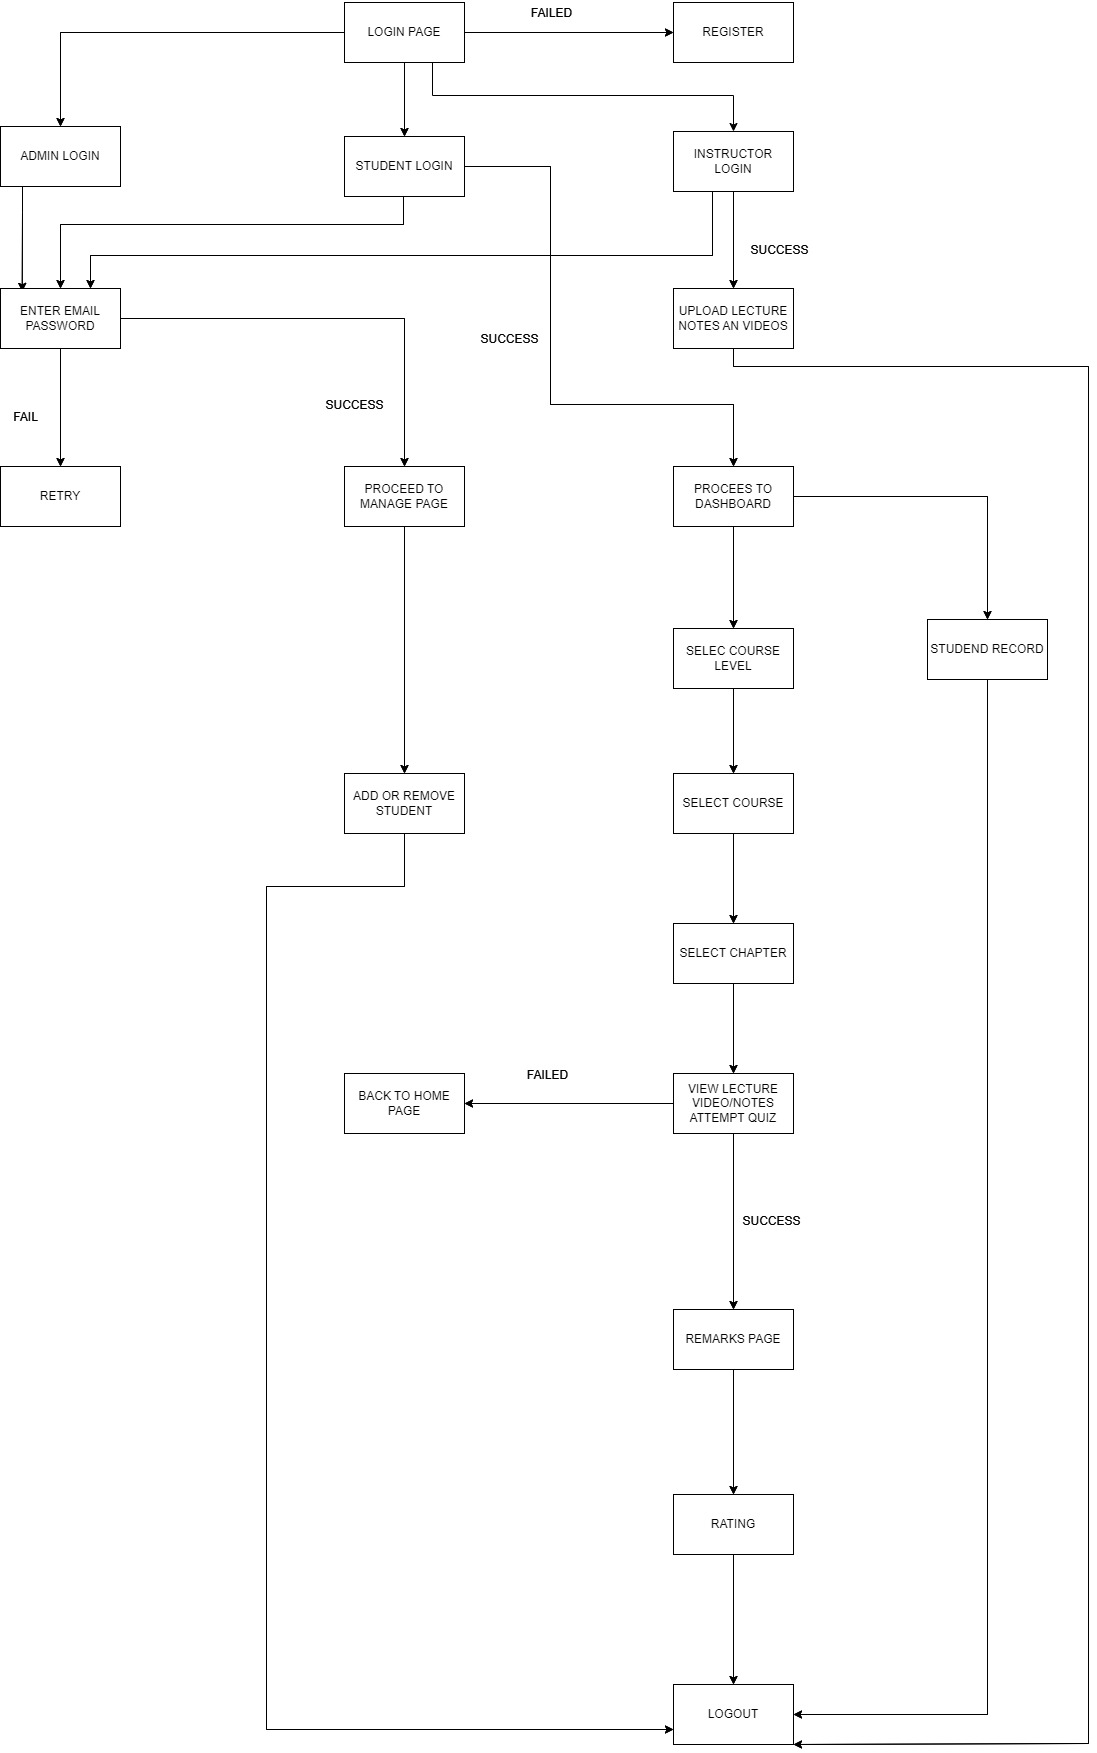 FAILED
LOGIN PAGE
REGISTER
ADMIN LOGIN
STUDENT LOGIN
INSTRUCTOR
LOGIN
SUCCESS
ENTER EMAIL
PASSWORD
UPLOAD LECTURE
NOTES AN VIDEOS
SUCCESS
FAIL
SUCCESS
RETRY
PROCEED TO
MANAGE PAGE
PROCEES TO
DASHBOARD
SELEC COURSE
LEVEL
STUDEND RECORD
ADD OR REMOVE
STUDENT
SELECT COURSE
SELECT CHAPTER
FAILED
BACK TO HOME
PAGE
VIEW LECTURE
VIDEO/NOTES
ATTEMPT QUIZ
SUCCESS
REMARKS PAGE
RATING
LOGOUT